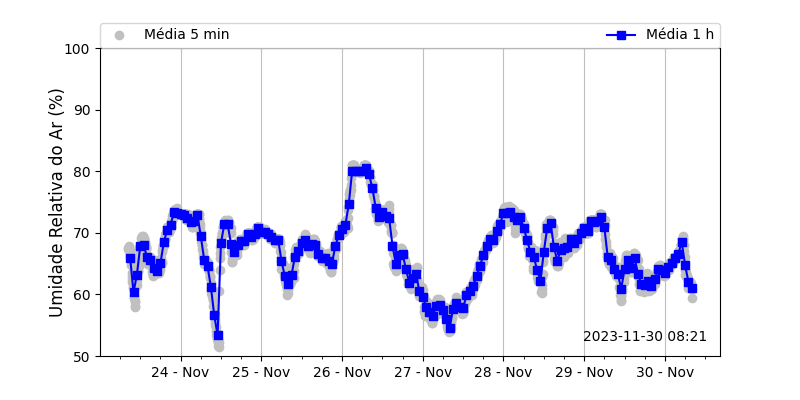 Média 5 min
Média 1 h
Umidade Relativa do Ar (%)
100
90
80
70
60
50
2023-11-30 08:21
24 - Nov
25 - Nov
26 - Nov
27 - Nov
28 - Nov
29 - Nov
30 - Nov